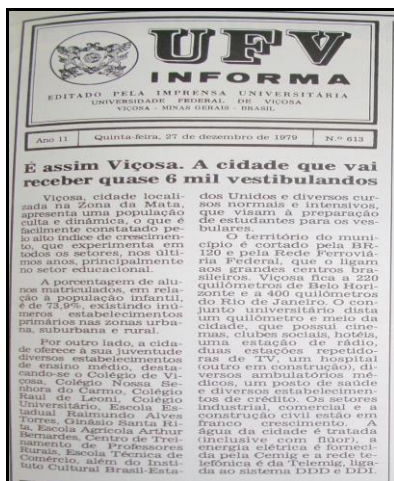 UFV
INFORMA
EDITADO PELA IMPRENSA UNIVERSITÁRIA
UNIVERSIDADE FEDERAL DE VIÇOSA
VIÇOSA - MINAS GERAIS - BRASIL
Ano 11 Quinta-feira, 27 de dezembro de 1979 N.º 613
É assim Viçosa. A cidade que vai
receber quase 6 mil vestibulandos
Viçosa, cidade locali-
zada na Zona da Mata,
apresenta uma população
culta e dinâmica, o que é
facilmente constatado pe-
lo alto índice de crescimen-
to, que experimenta em
todos os setores, nos últi-
mos anos, principalmente
no setor educacional.
A porcentagem de alu-
nos matriculados, em rela-
ção à população infantil,
é de 73,9%, existindo inú-
meros estabelecimentos
primários nas zonas urba-
na, suburbana e rural.
Por outro lado, a cida-
de oferece à sua juventude
diversos estabelecimentos
de ensino médio, desta-
cando-se o Colégio de Vi-
çosa, Colégio Nossa Se-
nhora do Carmo, Colégio
Raul de Leoni, Colégio
Universitário, Escola Es-
tadual Raimundo Alves
Torres, Ginásio Santa Ri-
ta, Escola Agrícola Arthur
Bernardes, Centro de Trei-
namento de Professores
Rurais, Escola Técnica de
Comércio, além do Insti-
tuto Cultural Brasil-Esta-
dos Unidos e diversos cur-
sos normais e intensivos,
que visam à preparação
de estudantes para os ves-
tibulares.
O território do muni-
cípio é cortado pela BR-
120 e pela Rede Ferroviá-
ria Federal, que o ligam
aos grandes centros bra-
sileiros. Viçosa fica a 220
quilômetros de Belo Hori-
zonte e a 400 quilômetros
do Rio de Janeiro. O con-
junto universitário dista
um quilômetro e meio da
cidade, que possui cine-
mas, clubes sociais, hotéis,
uma estação de rádio,
duas estações repetido-
ras de TV, um hospital
(outro em construção), di-
versos ambulatórios mé-
dicos, um posto de saúde
e diversos estabelecimen-
tos de crédito. Os setores
industrial, comercial e a
construção civil estão em
franco crescimento. A
água da cidade é tratada
(inclusive com flúor), a
energia elétrica é forneci-
da pela Cemig e a rede te-
lefônica é da Telemig, liga-
da ao sistema DDD e DDI.